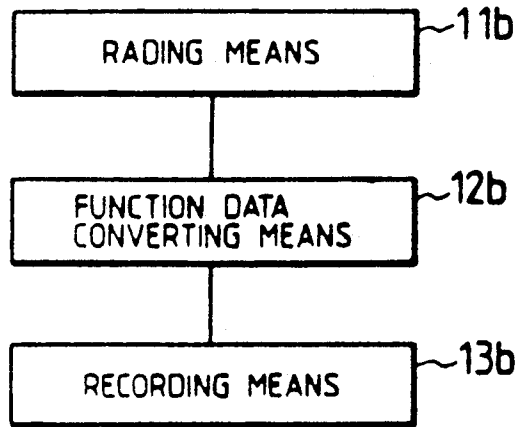 RADING MEANS
11b
FUNCTION DATA
CONVERTING MEANS
12b
RECORDING MEANS
13b